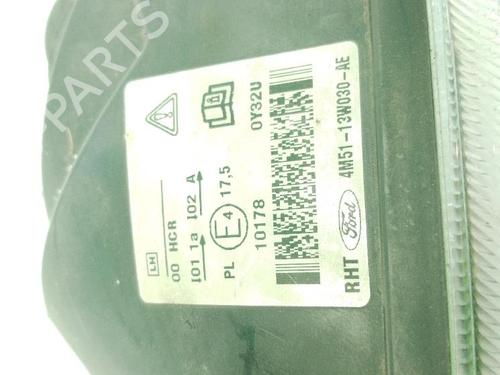 LH
00 HCR
I01 1a I02 A
PL E4 17,5
10178 0Y32U
RHT Ford 4M51-13W030-AE
PARTS